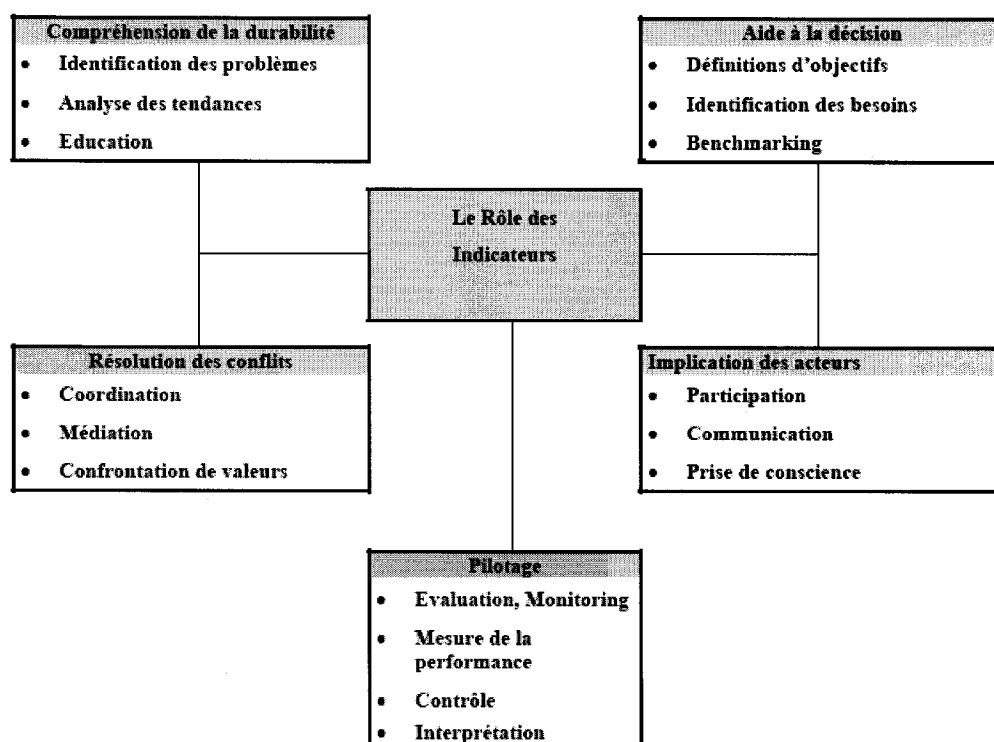 Compréhension de la durabilité
• Identification des problèmes
• Analyse des tendances
• Education
Aide à la décision
• Définitions d'objectifs
• Identification des besoins
• Benchmarking
Le Rôle des
Indicateurs
Résolution des conflits
• Coordination
• Médiation
• Confrontation de valeurs
Implication des acteurs
• Participation
• Communication
• Prise de conscience
Pilotage
• Evaluation, Monitoring
• Mesure de la
performance
• Contrôle
• Interprétation